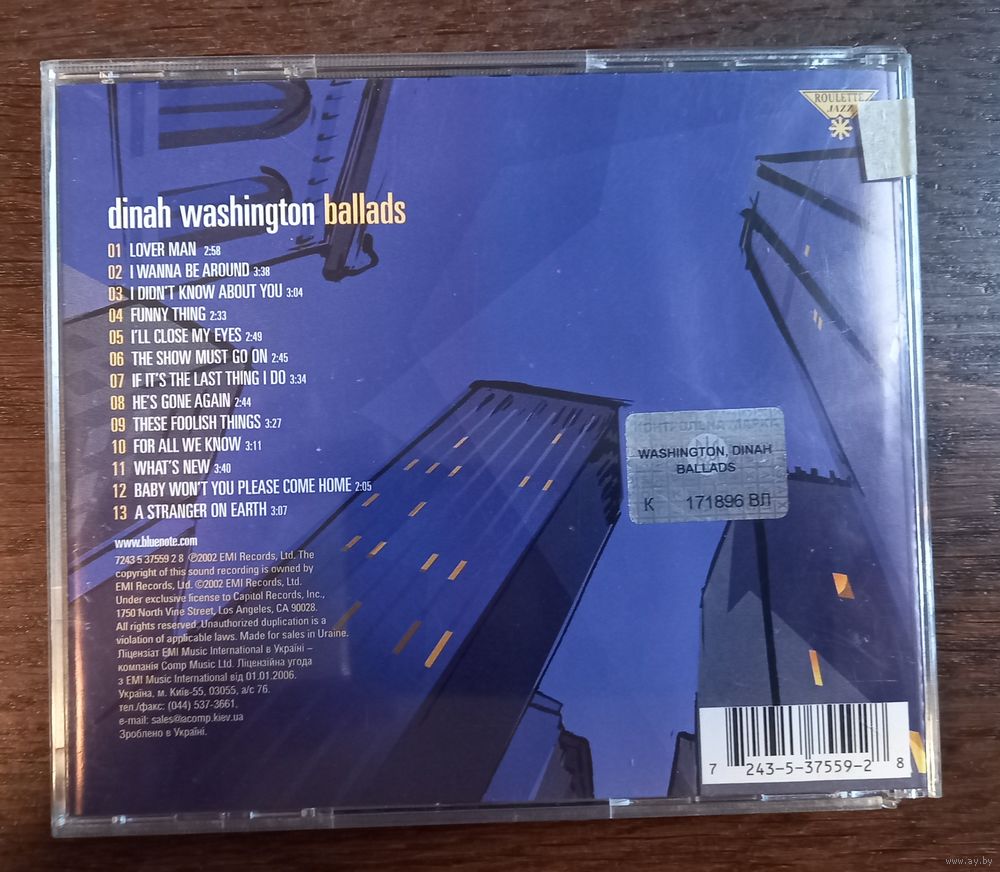 ROULETTE
JAZZ
dinah washington ballads
01 LOVER MAN 2:58
02 I WANNA BE AROUND 3:38
03 I DIDN'T KNOW ABOUT YOU 3:04
04 FUNNY THING 2:33
05 I'LL CLOSE MY EYES 2:49
06 THE SHOW MUST GO ON 2:45
07 IF IT'S THE LAST THING I DO 3:34
08 HE'S GONE AGAIN 2:44
09 THESE FOOLISH THINGS 3:27
10 FOR ALL WE KNOW 3:11
11 WHAT'S NEW 3:40
12 BABY WON'T YOU PLEASE COME HOME 2:05
13 A STRANGER ON EARTH 3:07
www.bluenote.com
7243 5 37559 2 8 ℗2002 EMI Records, Ltd. The
copyright of this sound recording is owned by
EMI Records, Ltd. ©2002 EMI Records, Ltd.
Under exclusive license to Capitol Records, Inc.,
1750 North Vine Street, Los Angeles, CA 90028.
All rights reserved. Unauthorized duplication is a
violation of applicable laws. Made for sales in Uraine.
Ліцензіат EMI Music International в Україні –
компанія Comp Music Ltd. Ліцензійна угода
з EMI Music International від 01.01.2006.
Україна, м. Київ-55, 03055, а/с 76.
тел./факс: (044) 537-3661,
e-mail: sales@acomp.kiev.ua
Зроблено в Україні.
КОНТРОЛЬНА МАРКА
WASHINGTON, DINAH
BALLADS
К 171896 ВЛ
7 243-5-37559-2 8
www.ay.by